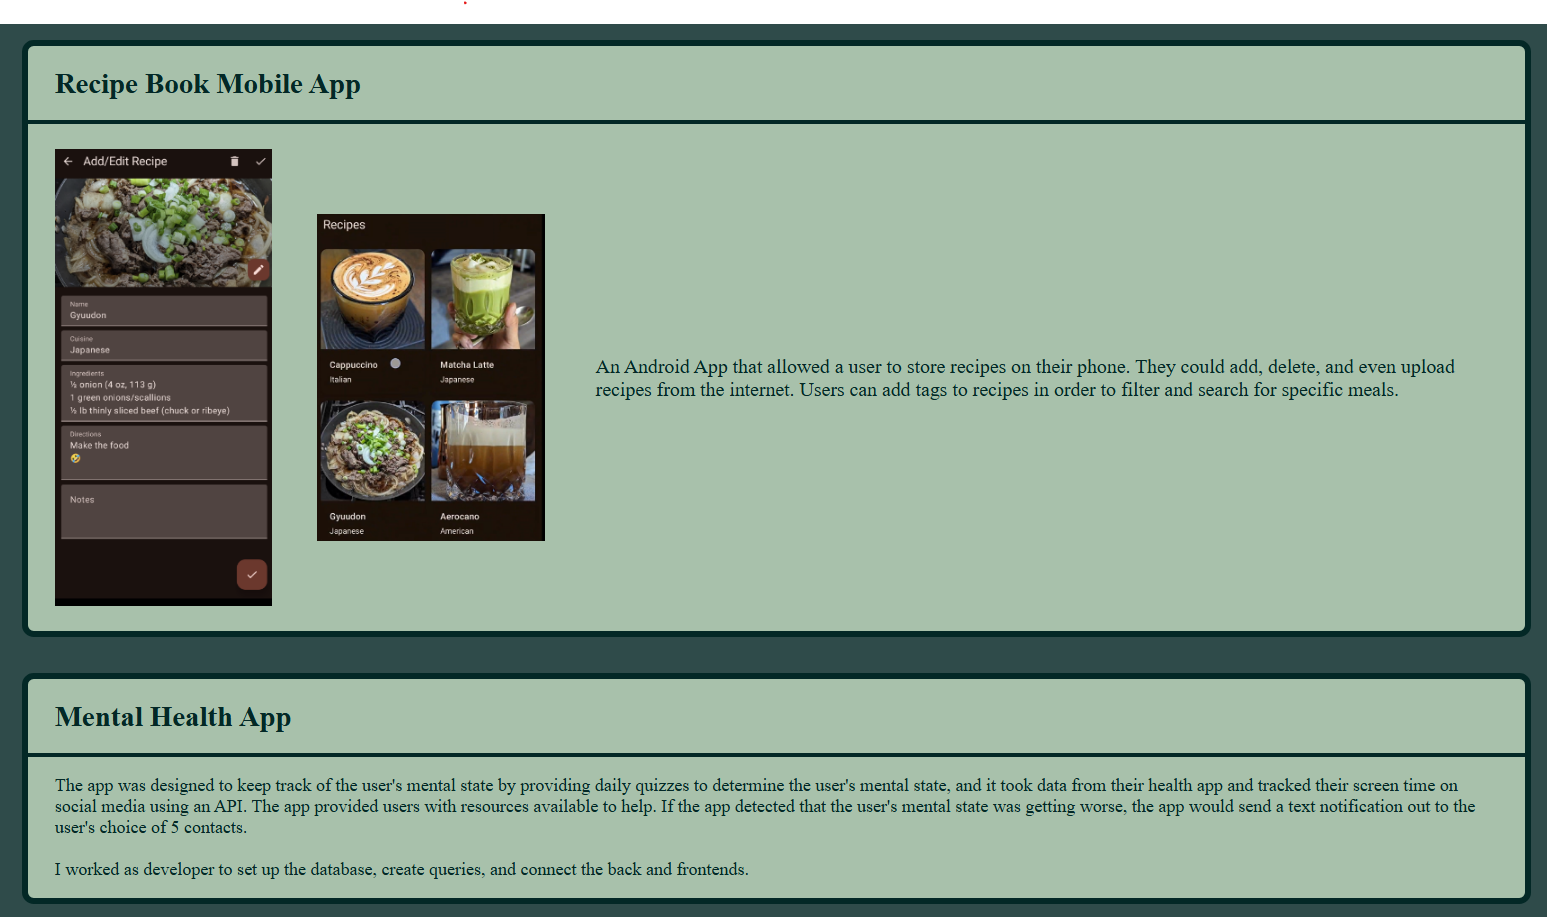 Recipe Book Mobile App
Add/Edit Recipe
Name
Gyuudon
Cuisine
Japanese
Ingredients
½ onion (4 oz, 113 g)
1 green onions/scallions
½ lb thinly sliced beef (chuck or ribeye)
Directions
Make the food
🤣
Notes
Recipes
Cappuccino
Italian
Matcha Latte
Japanese
Gyuudon
Japanese
Aerocano
American
An Android App that allowed a user to store recipes on their phone. They could add, delete, and even upload
recipes from the internet. Users can add tags to recipes in order to filter and search for specific meals.
Mental Health App
The app was designed to keep track of the user's mental state by providing daily quizzes to determine the user's mental state, and it took data from their health app and tracked their screen time on
social media using an API. The app provided users with resources available to help. If the app detected that the user's mental state was getting worse, the app would send a text notification out to the
user's choice of 5 contacts.
I worked as developer to set up the database, create queries, and connect the back and frontends.